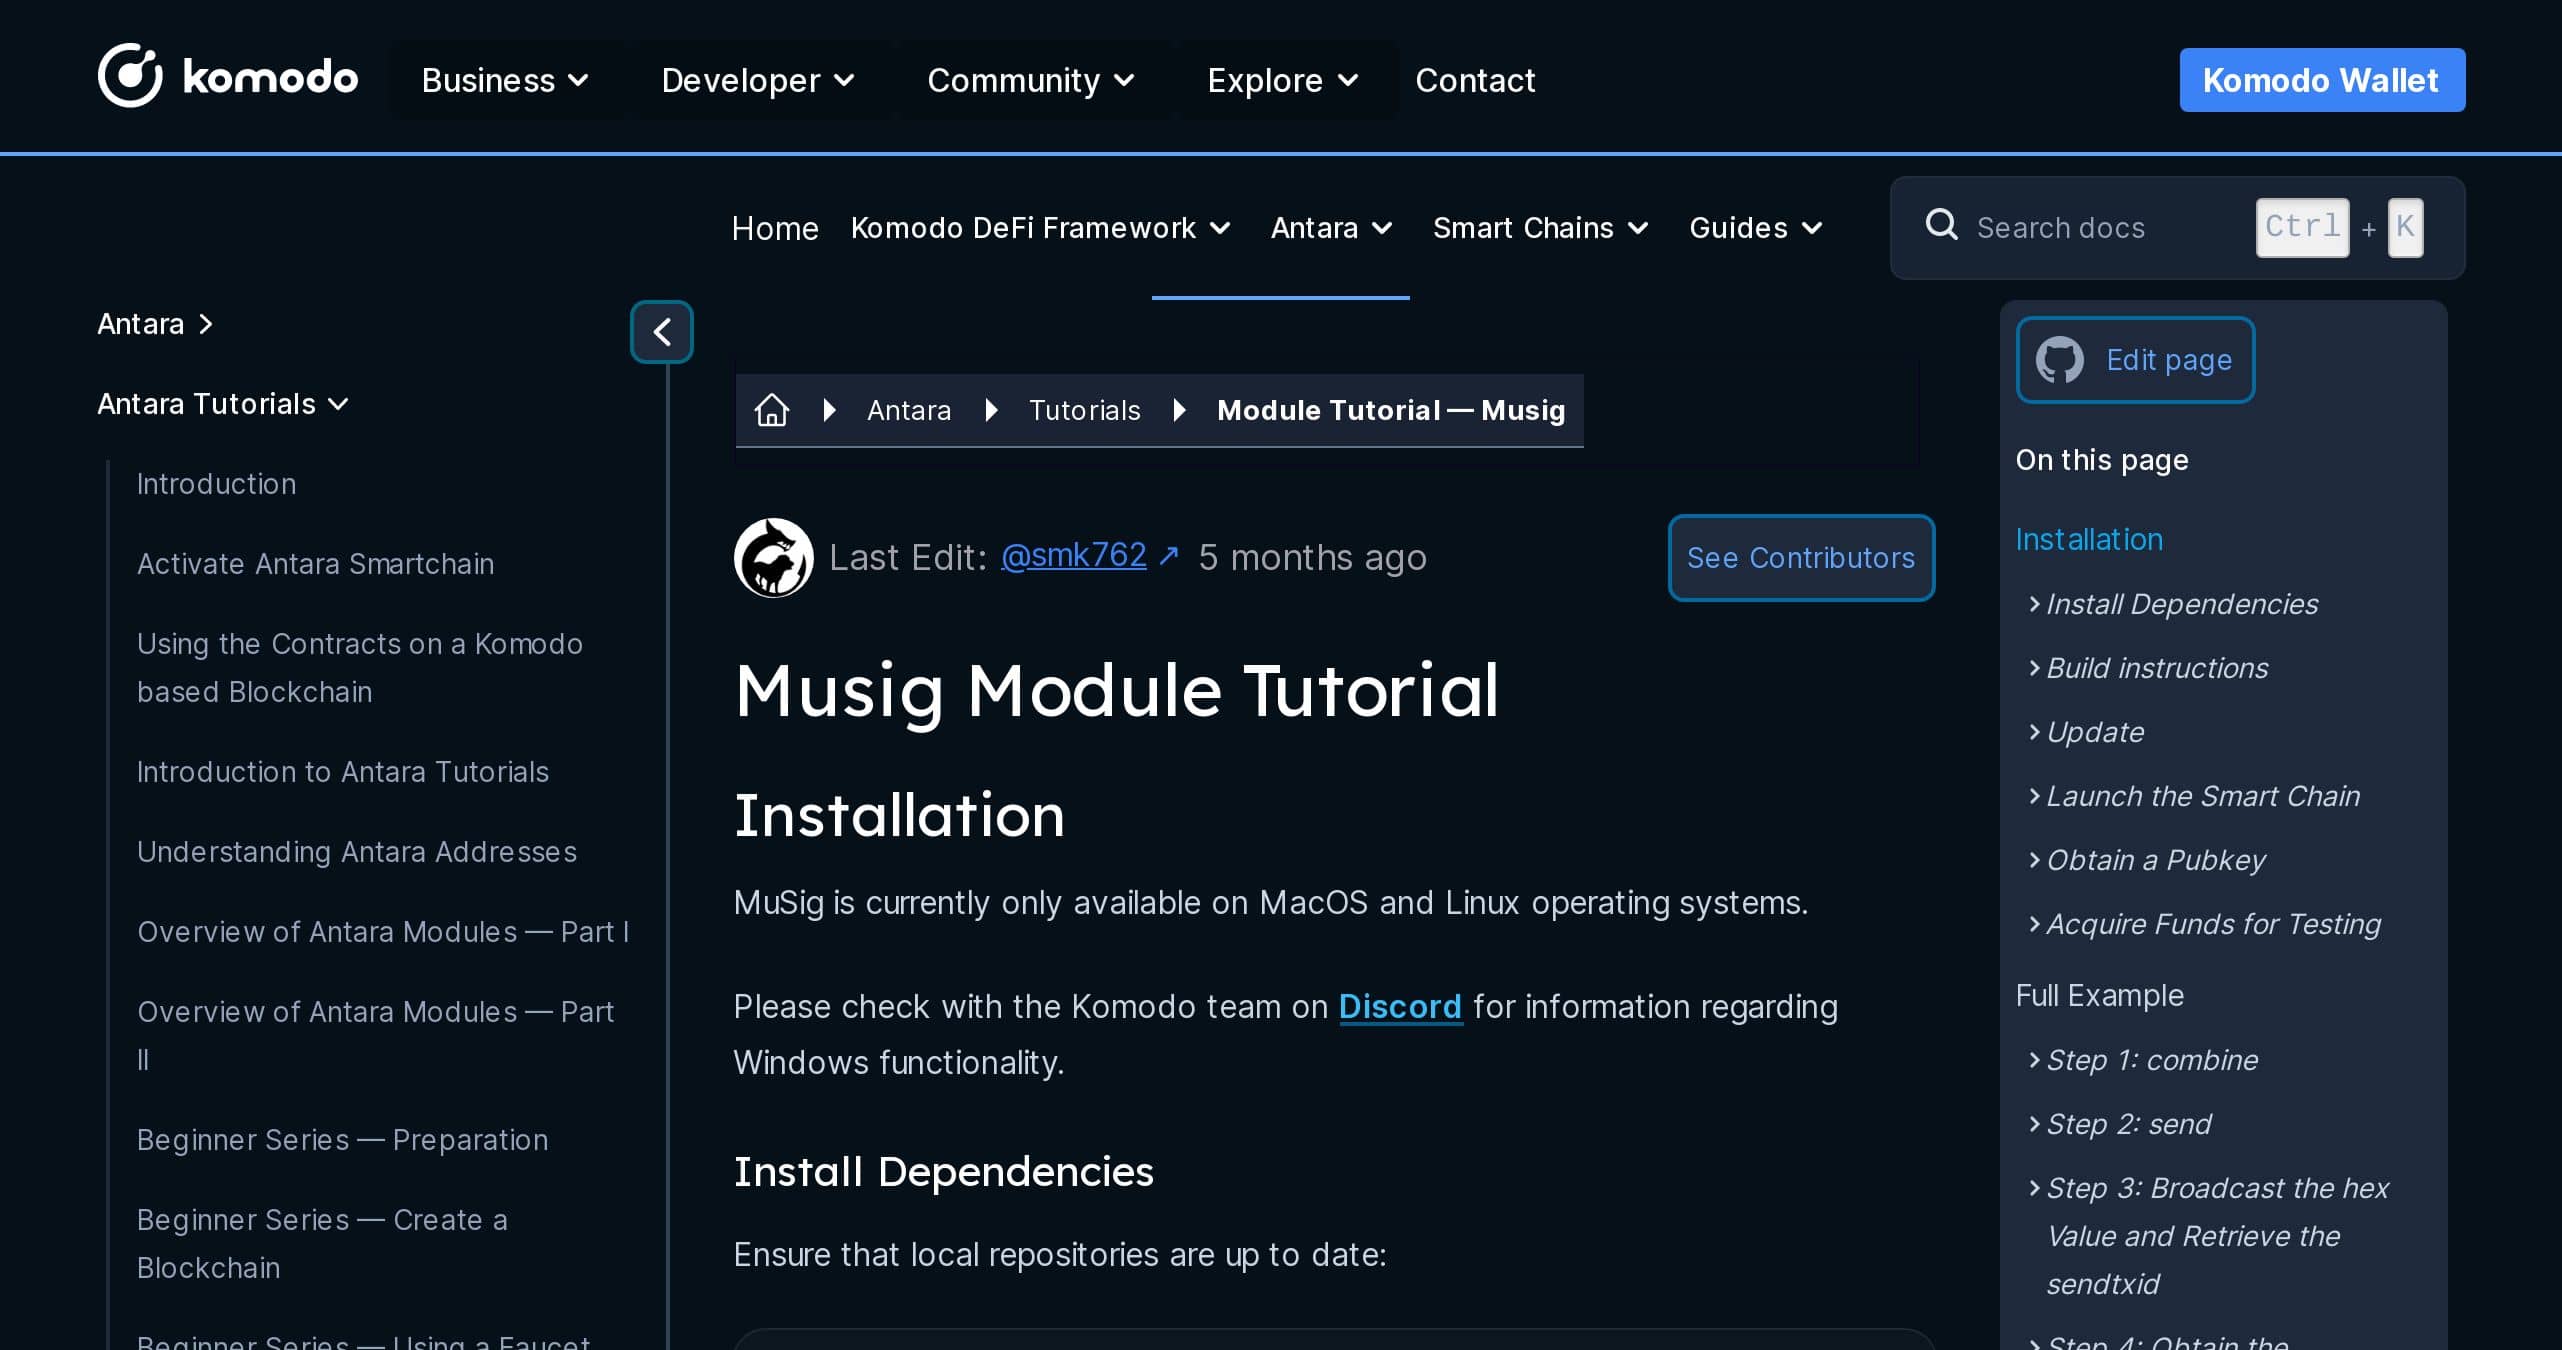 komodo
Business
Developer
Community
Explore
Contact
Komodo Wallet
Home
Komodo DeFi Framework
Antara
Smart Chains
Guides
Search docs
Ctrl + K
Antara
Antara Tutorials
Introduction
Activate Antara Smartchain
Using the Contracts on a Komodo
based Blockchain
Introduction to Antara Tutorials
Understanding Antara Addresses
Overview of Antara Modules — Part I
Overview of Antara Modules — Part
II
Beginner Series — Preparation
Beginner Series — Create a
Blockchain
Beginner Series — Using a Faucet
Antara
Tutorials
Module Tutorial — Musig
Last Edit: @smk762 ↗ 5 months ago
See Contributors
Musig Module Tutorial
Installation
MuSig is currently only available on MacOS and Linux operating systems.
Please check with the Komodo team on Discord for information regarding
Windows functionality.
Install Dependencies
Ensure that local repositories are up to date:
Edit page
On this page
Installation
Install Dependencies
Build instructions
Update
Launch the Smart Chain
Obtain a Pubkey
Acquire Funds for Testing
Full Example
Step 1: combine
Step 2: send
Step 3: Broadcast the hex
Value and Retrieve the
sendtxid
Step 4: Obtain the